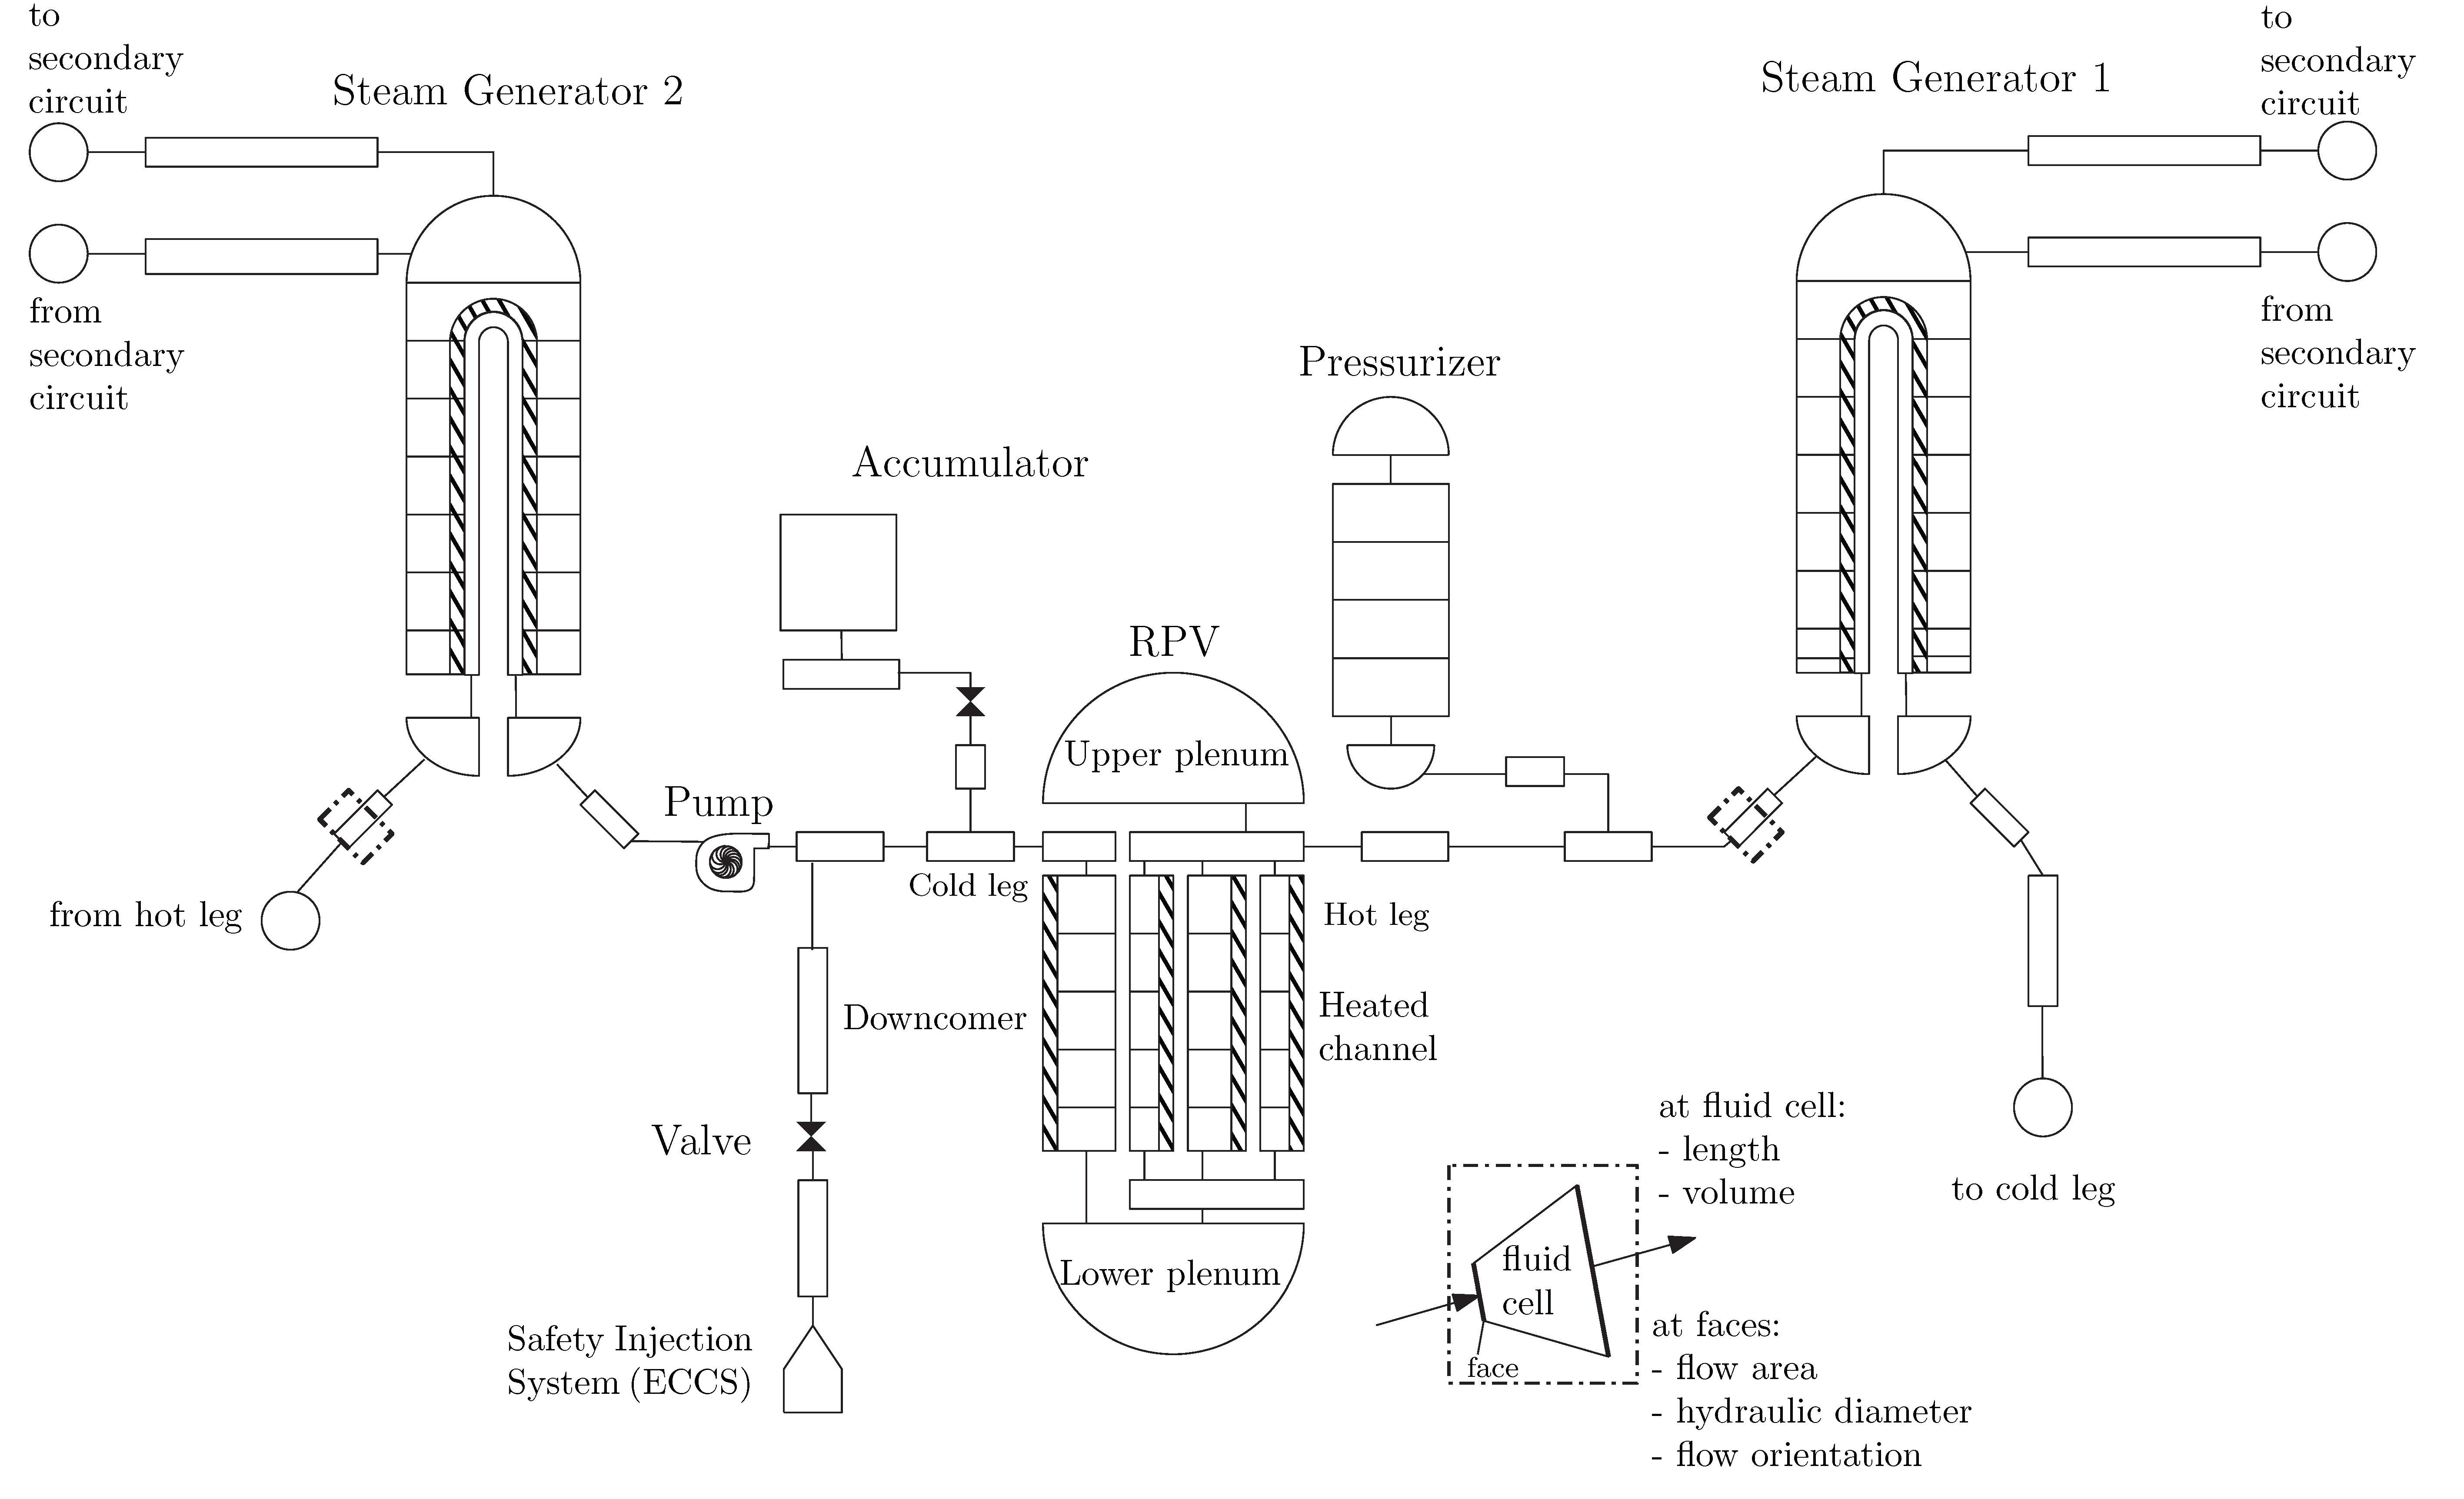 to
secondary
circuit
Steam Generator 2
Steam Generator 1
to
secondary
circuit
from
secondary
circuit
from
secondary
circuit
Pressurizer
Accumulator
RPV
Upper plenum
Pump
Cold leg
Hot leg
from hot leg
Downcomer
Heated
channel
Valve
at fluid cell:
- length
- volume
to cold leg
Lower plenum
fluid
cell
face
at faces:
- flow area
- hydraulic diameter
- flow orientation
Safety Injection
System (ECCS)